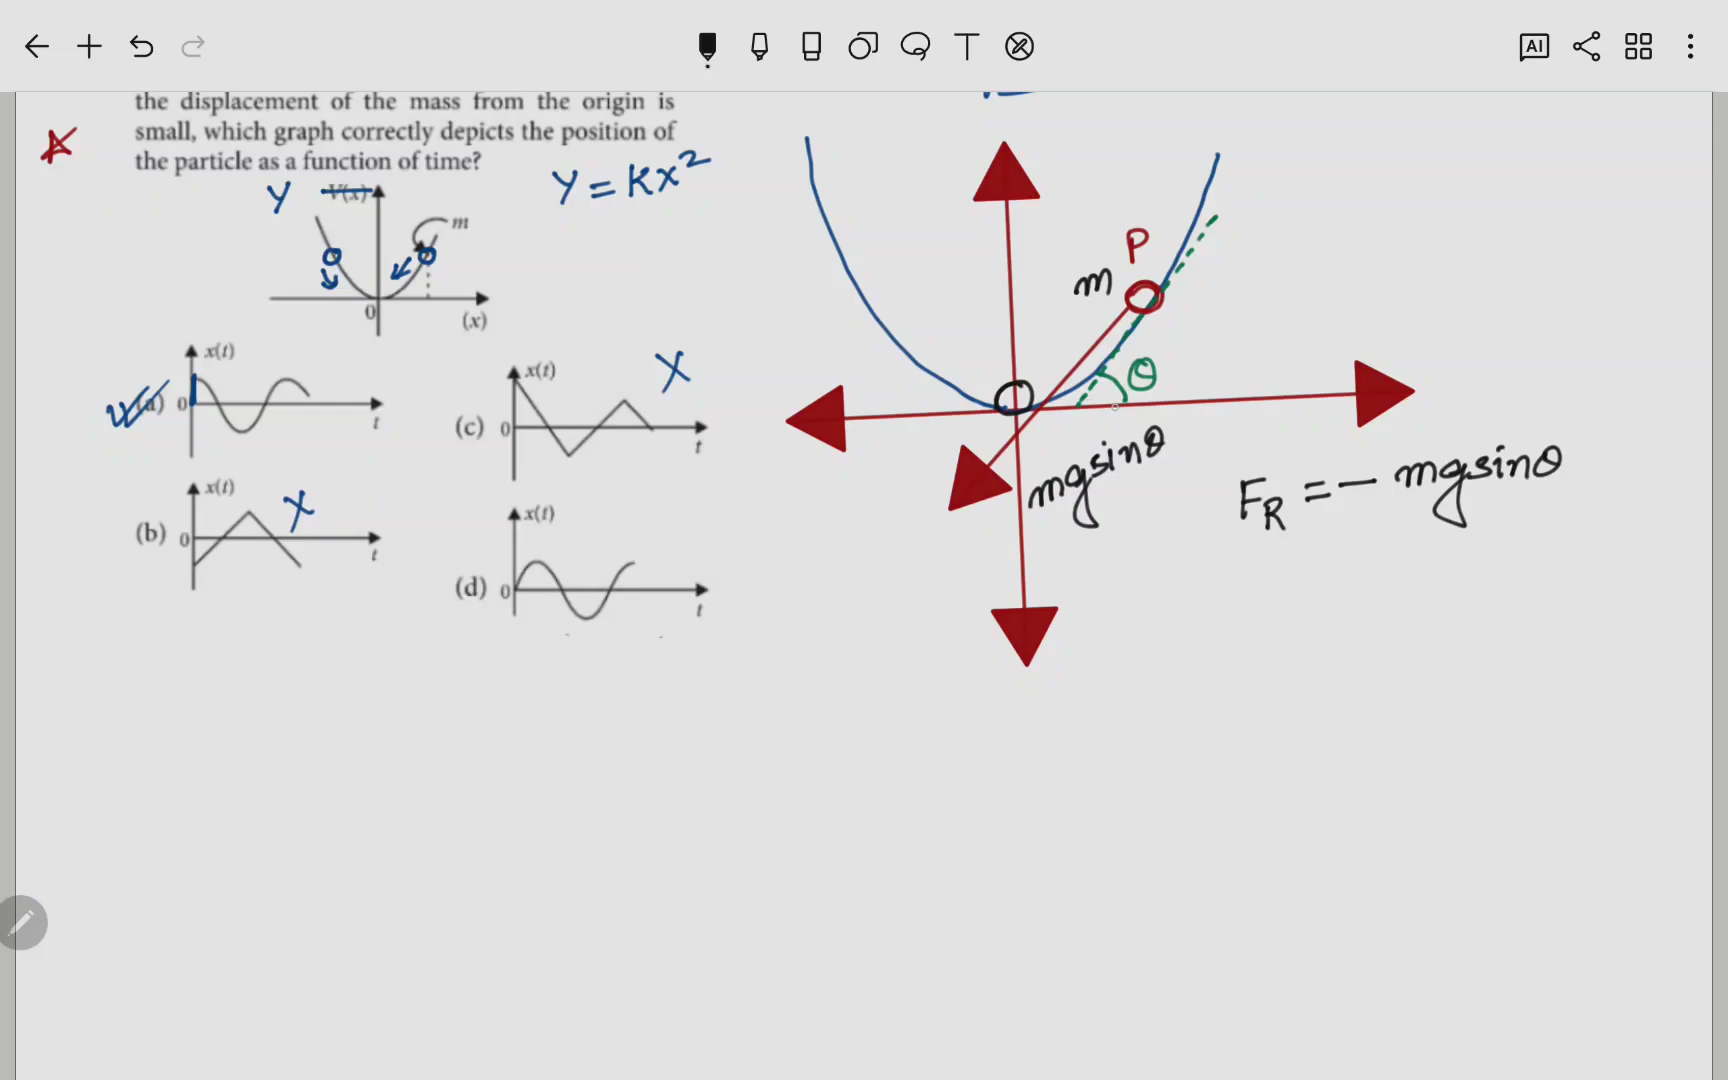 AI
T
the displacement of the mass from the origin is
small, which graph correctly depicts the position of
the particle as a function of time?
y = kx²
y V(x)
m
0
(x)
(a) x(t) 0 t
(c) x(t) 0 t X
(b) x(t) 0 t X
(d) x(t) 0 t
P
m
θ
mg sinθ
F_R = - mg sinθ